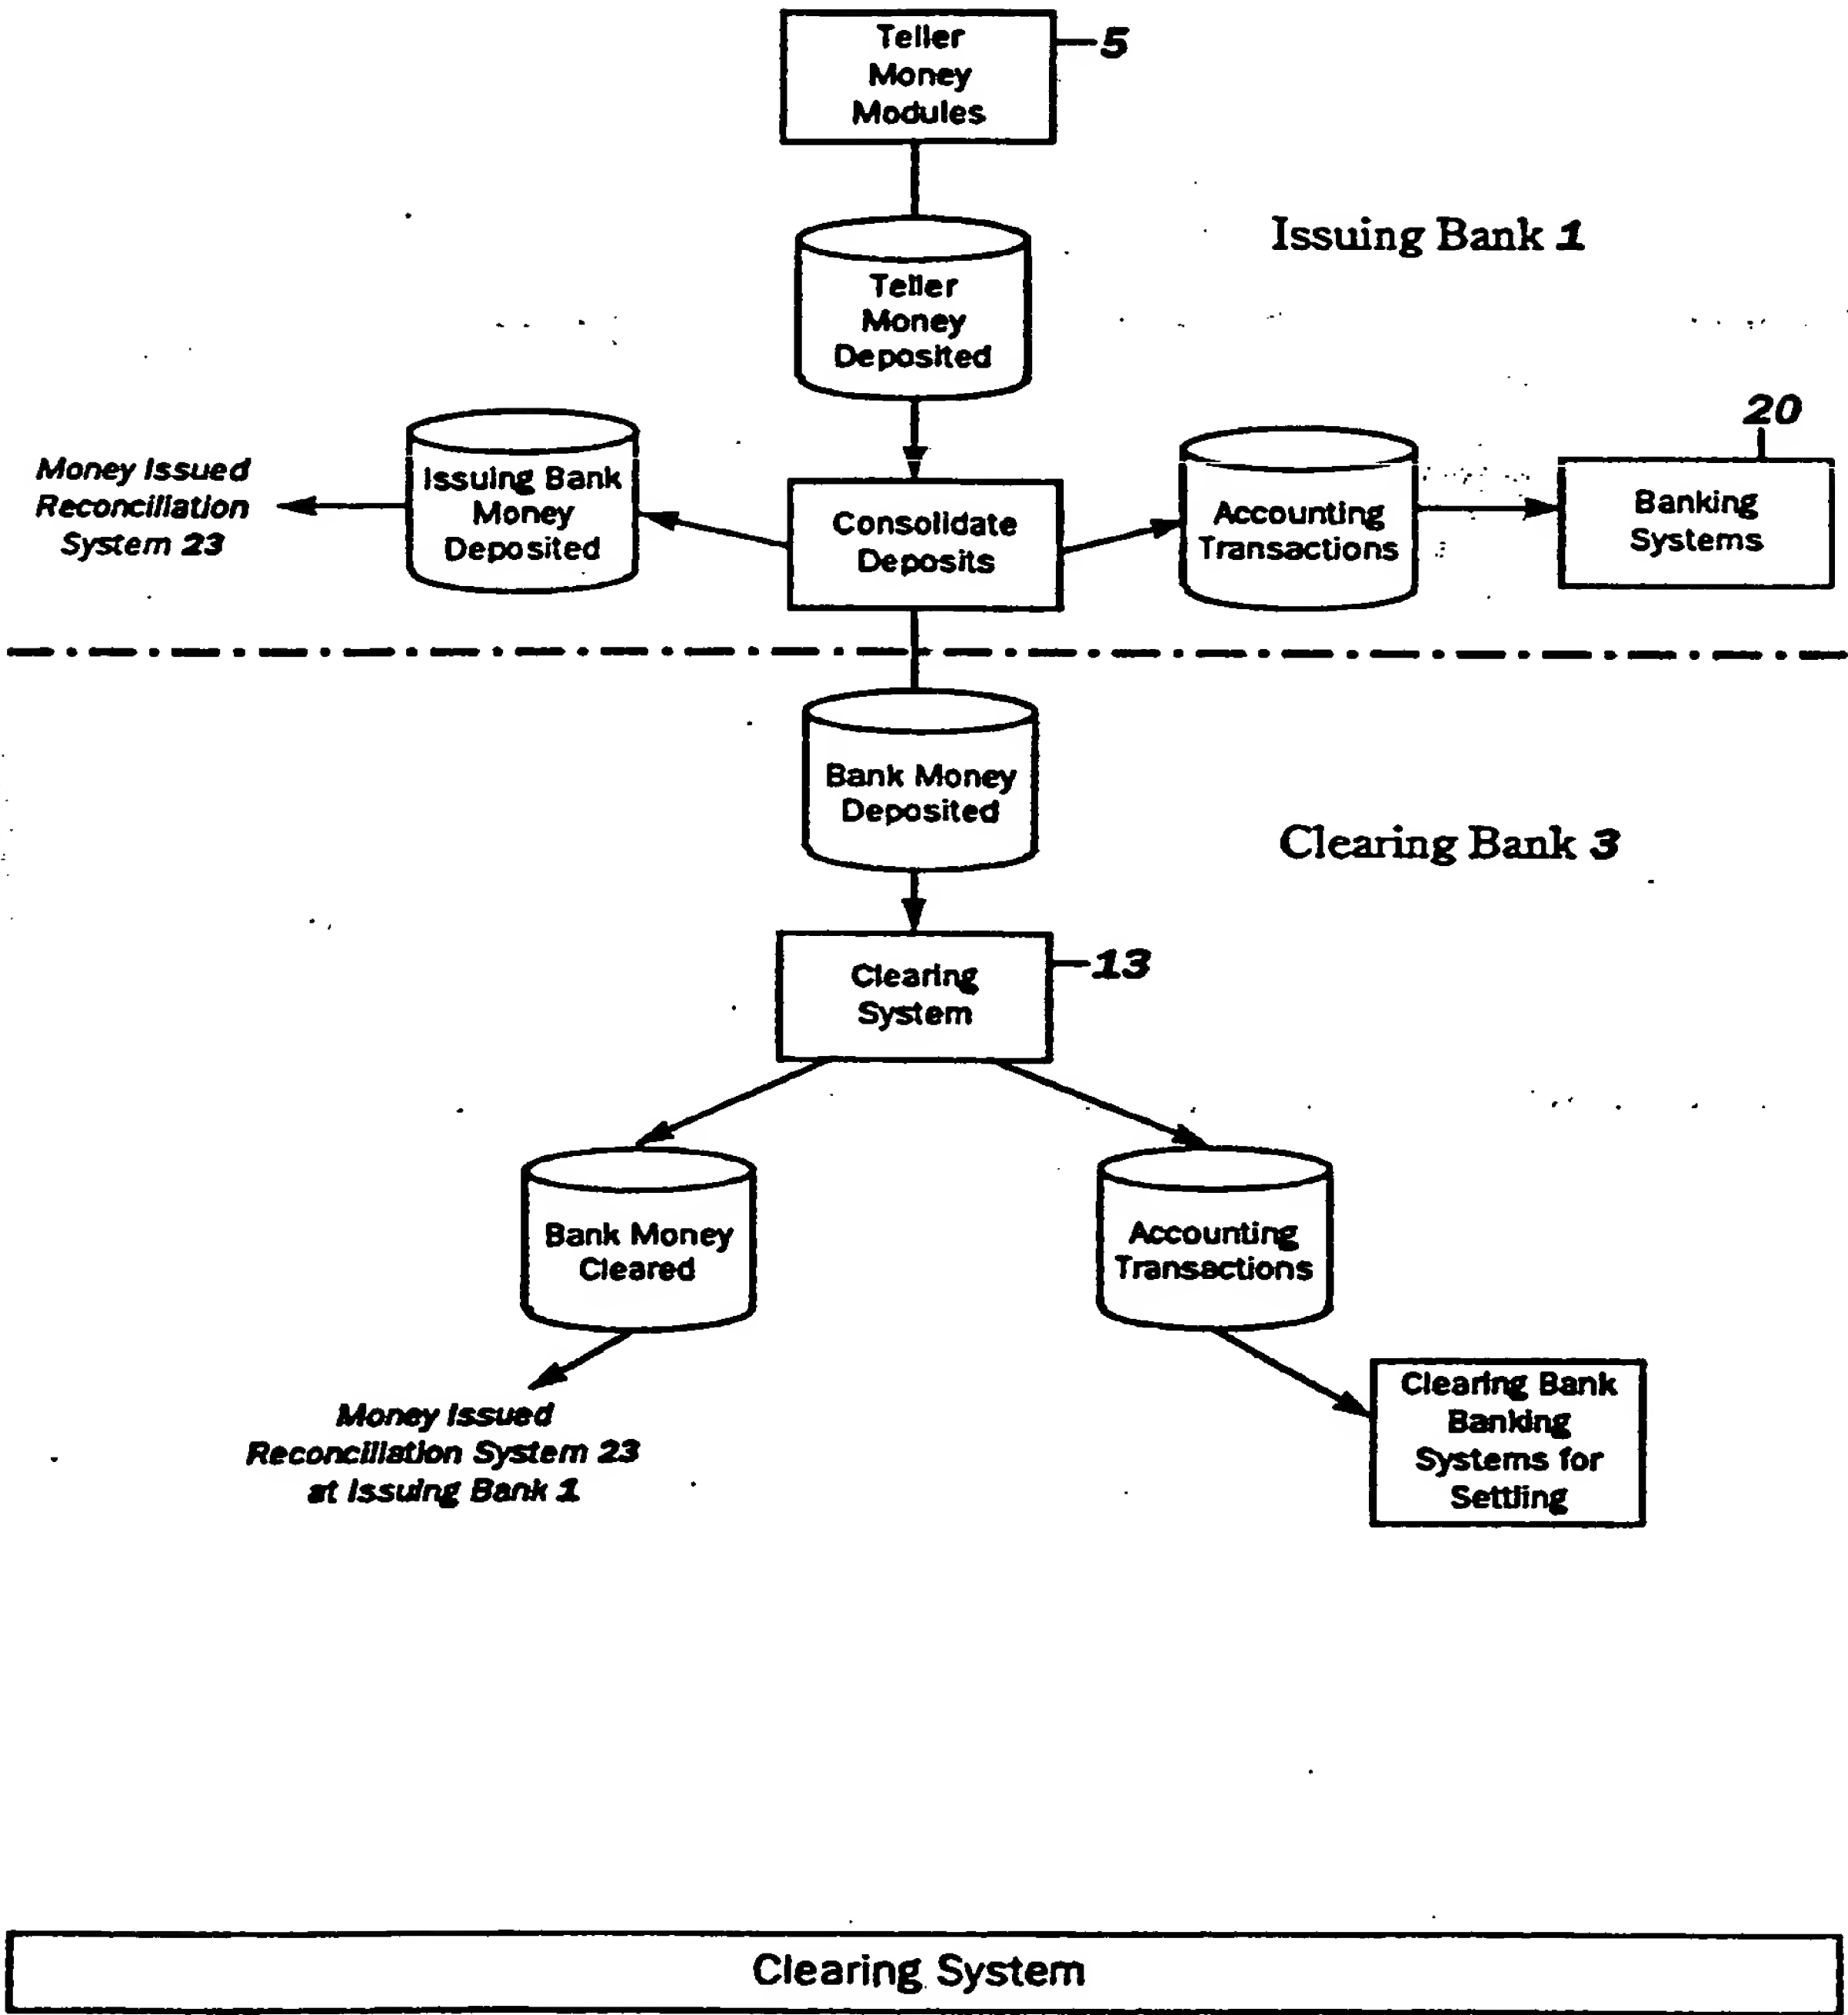 Teller
Money
Modules
5
Issuing Bank 1
Teller
Money
Deposited
20
Money Issued
Reconcillation
System 23
Issuing Bank
Money
Deposited
Consolidate
Deposits
Accounting
Transactions
Banking
Systems
Bank Money
Deposited
Clearing Bank 3
Clearing
System
13
Bank Money
Cleared
Accounting
Transactions
Money Issued
Reconcillation System 23
at Issuing Bank 1
Clearing Bank
Banking
Systems for
Settling
Clearing System